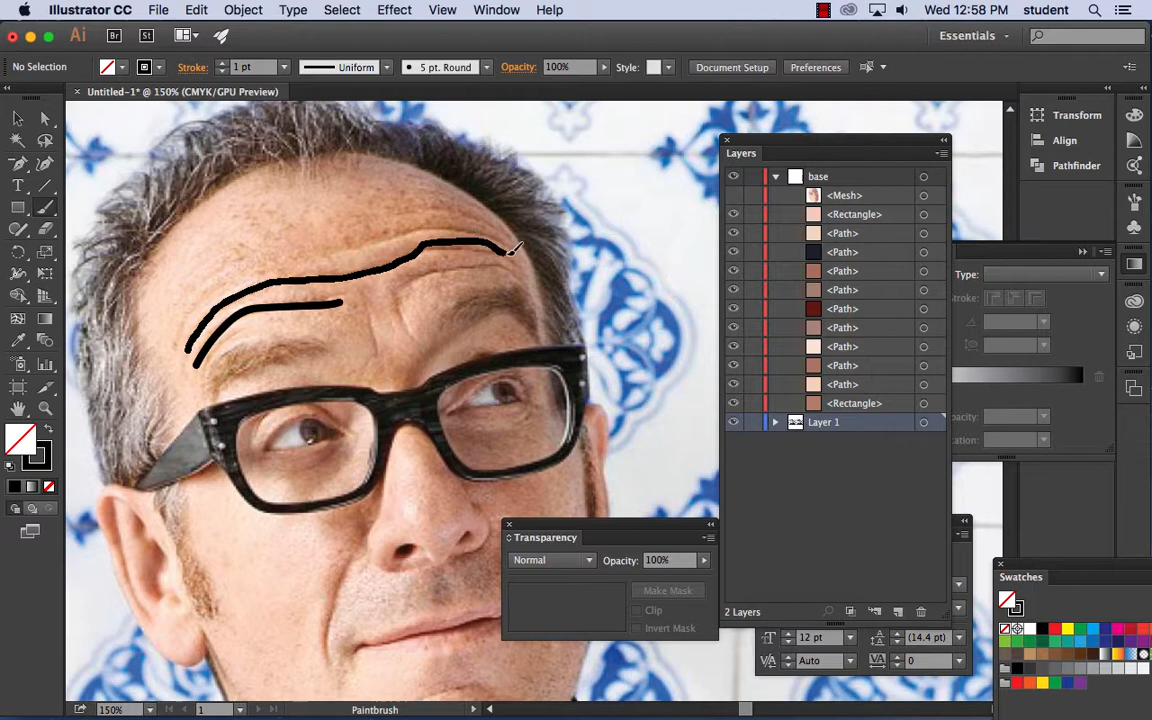 Illustrator CC File Edit Object Type Select Effect View Window Help Wed 12:58 PM student
Ai Br St Essentials
No Selection Stroke: 1 pt Uniform 5 pt. Round Opacity: 100% Style: Document Setup Preferences
Untitled-1* @ 150% (CMYK/GPU Preview)
Transform
Align
Pathfinder
Layers
base
<Mesh>
<Rectangle>
<Path>
<Path>
<Path>
<Path>
<Path>
<Path>
<Path>
<Path>
<Path>
<Rectangle>
Layer 1
2 Layers
Type:
Stroke:
Opacity:
Location:
Transparency
Normal Opacity: 100%
Make Mask
Clip
Invert Mask
12 pt (14.4 pt)
Auto 0
Swatches
150% 1 Paintbrush